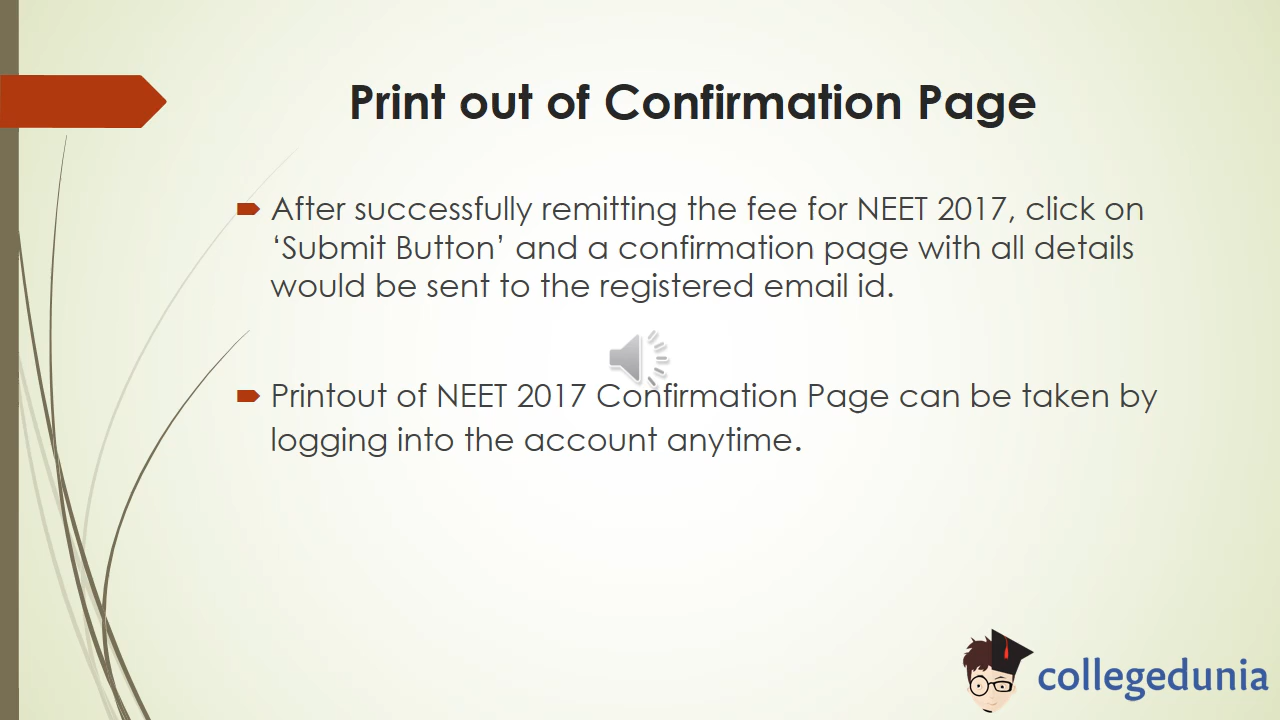 Print out of Confirmation Page
After successfully remitting the fee for NEET 2017, click on
‘Submit Button’ and a confirmation page with all details
would be sent to the registered email id.
Printout of NEET 2017 Confirmation Page can be taken by
logging into the account anytime.
collegedunia